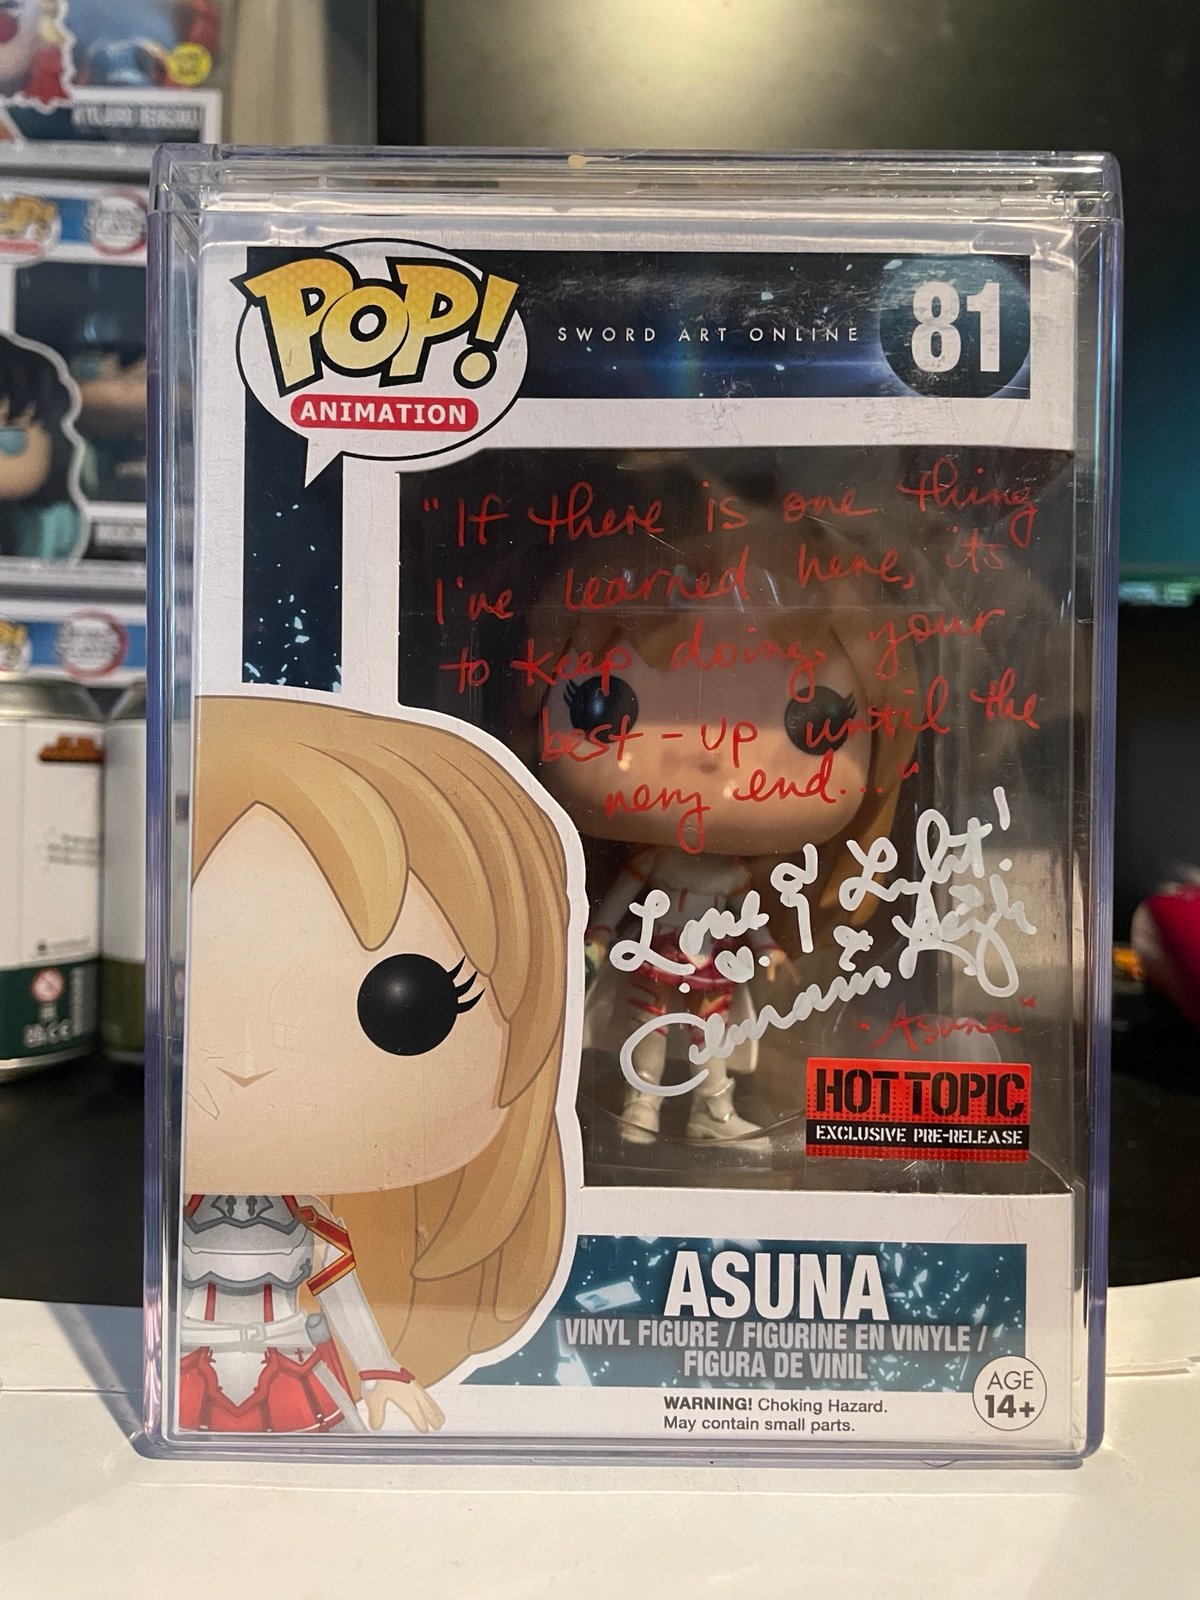 POP!
ANIMATION
SWORD ART ONLINE
81
"If there is one thing
I've learned here, its
to keep doing your
best - up until the
very end..."
Love & Light!
Cherami Leigh
"Asuna"
HOT TOPIC
EXCLUSIVE PRE-RELEASE
ASUNA
VINYL FIGURE / FIGURINE EN VINYLE /
FIGURA DE VINIL
WARNING! Choking Hazard.
May contain small parts.
AGE
14+